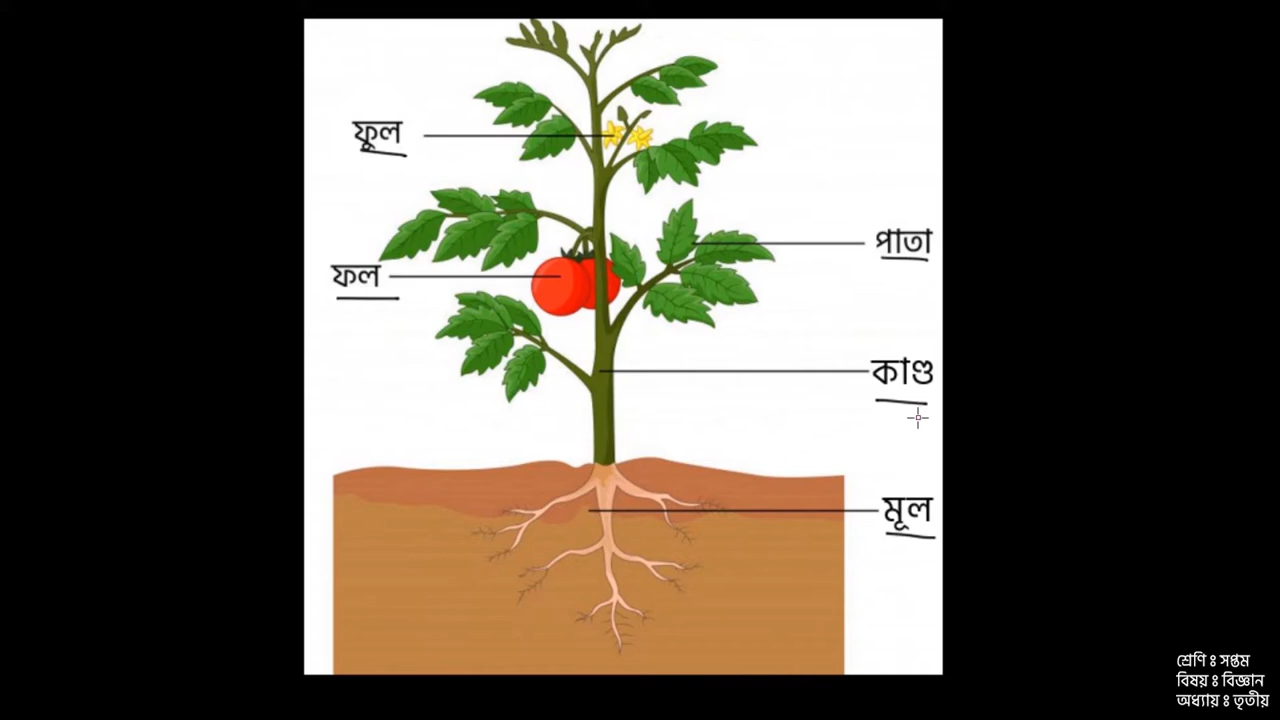 ফুল
পাতা
ফল
কাণ্ড
মূল
শ্রেণি ঃ সপ্তম
বিষয় ঃ বিজ্ঞান
অধ্যায় ঃ তৃতীয়